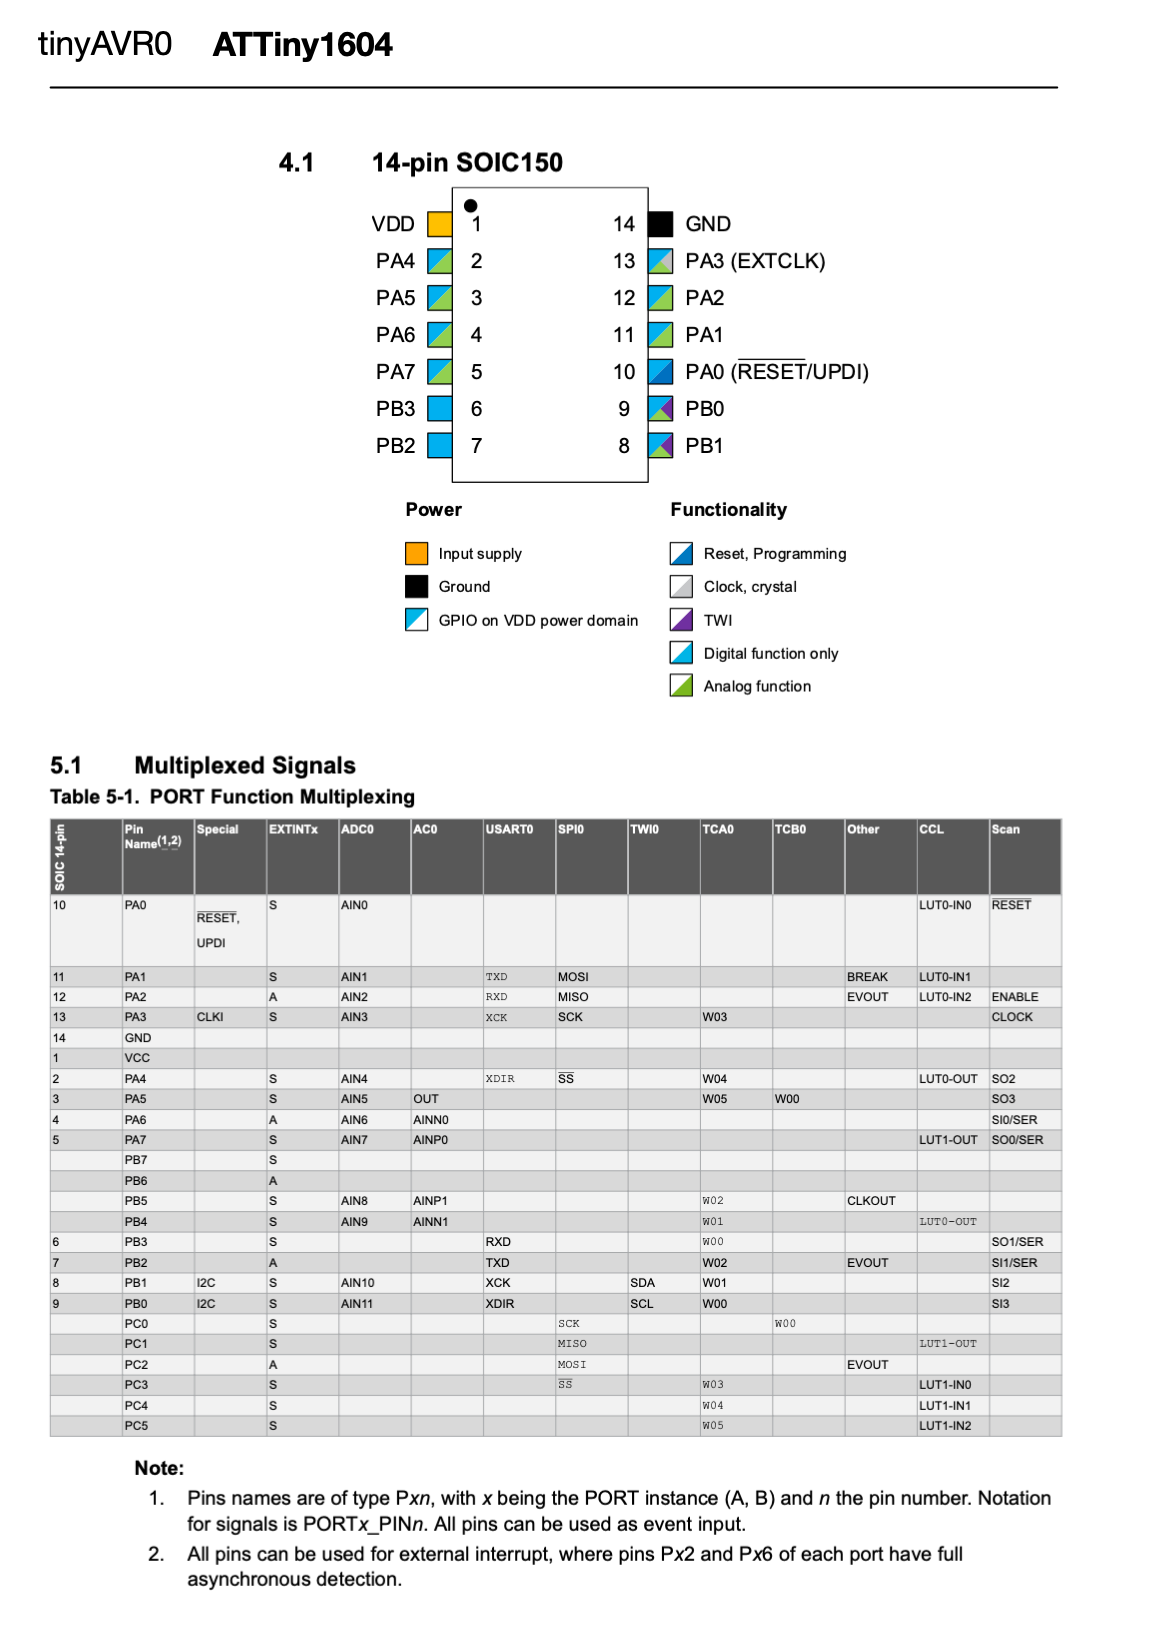 tinyAVR0 ATTiny1604
4.1 14-pin SOIC150
VDD 1 14 GND
PA4 2 13 PA3 (EXTCLK)
PA5 3 12 PA2
PA6 4 11 PA1
PA7 5 10 PA0 (RESET/UPDI)
PB3 6 9 PB0
PB2 7 8 PB1
Power Functionality
Input supply Reset, Programming
Ground Clock, crystal
GPIO on VDD power domain TWI
Digital function only
Analog function
5.1 Multiplexed Signals
Table 5-1. PORT Function Multiplexing
SOIC 14-pin Pin Name(1,2) Special EXTINTx ADC0 AC0 USART0 SPI0 TWI0 TCA0 TCB0 Other CCL Scan
10 PA0 RESET, UPDI S AIN0 LUT0-IN0 RESET
11 PA1 S AIN1 TXD MOSI BREAK LUT0-IN1
12 PA2 A AIN2 RXD MISO EVOUT LUT0-IN2 ENABLE
13 PA3 CLKI S AIN3 XCK SCK W03 CLOCK
14 GND
1 VCC
2 PA4 S AIN4 XDIR SS W04 LUT0-OUT SO2
3 PA5 S AIN5 OUT W05 W00 SO3
4 PA6 A AIN6 AINN0 SI0/SER
5 PA7 S AIN7 AINP0 LUT1-OUT SO0/SER
PB7 S
PB6 A
PB5 S AIN8 AINP1 W02 CLKOUT
PB4 S AIN9 AINN1 W01 LUT0-OUT
6 PB3 S RXD W00 SO1/SER
7 PB2 A TXD W02 EVOUT SI1/SER
8 PB1 I2C S AIN10 XCK SDA W01 SI2
9 PB0 I2C S AIN11 XDIR SCL W00 SI3
PC0 S SCK W00
PC1 S MISO LUT1-OUT
PC2 A MOSI EVOUT
PC3 S SS W03 LUT1-IN0
PC4 S W04 LUT1-IN1
PC5 S W05 LUT1-IN2
Note:
1. Pins names are of type Pxn, with x being the PORT instance (A, B) and n the pin number. Notation
for signals is PORTx_PINn. All pins can be used as event input.
2. All pins can be used for external interrupt, where pins Px2 and Px6 of each port have full
asynchronous detection.